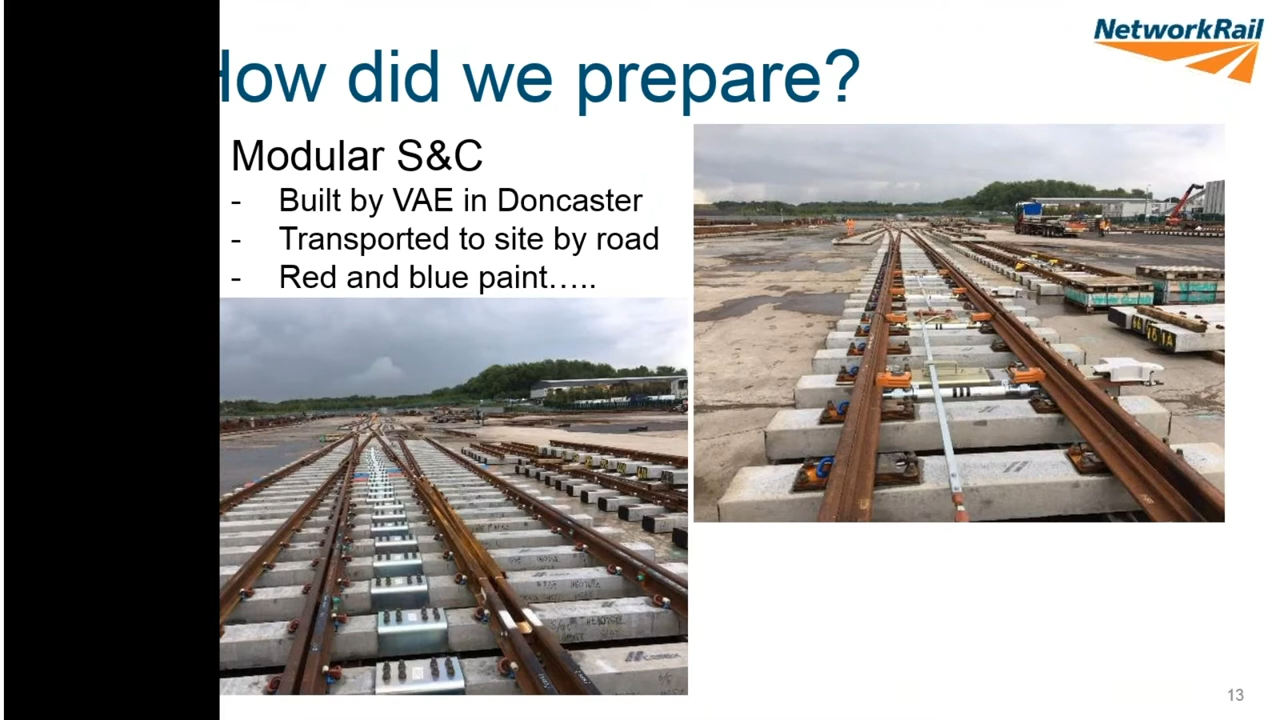 NetworkRail
How did we prepare?
Modular S&C
- Built by VAE in Doncaster
- Transported to site by road
- Red and blue paint…..
13